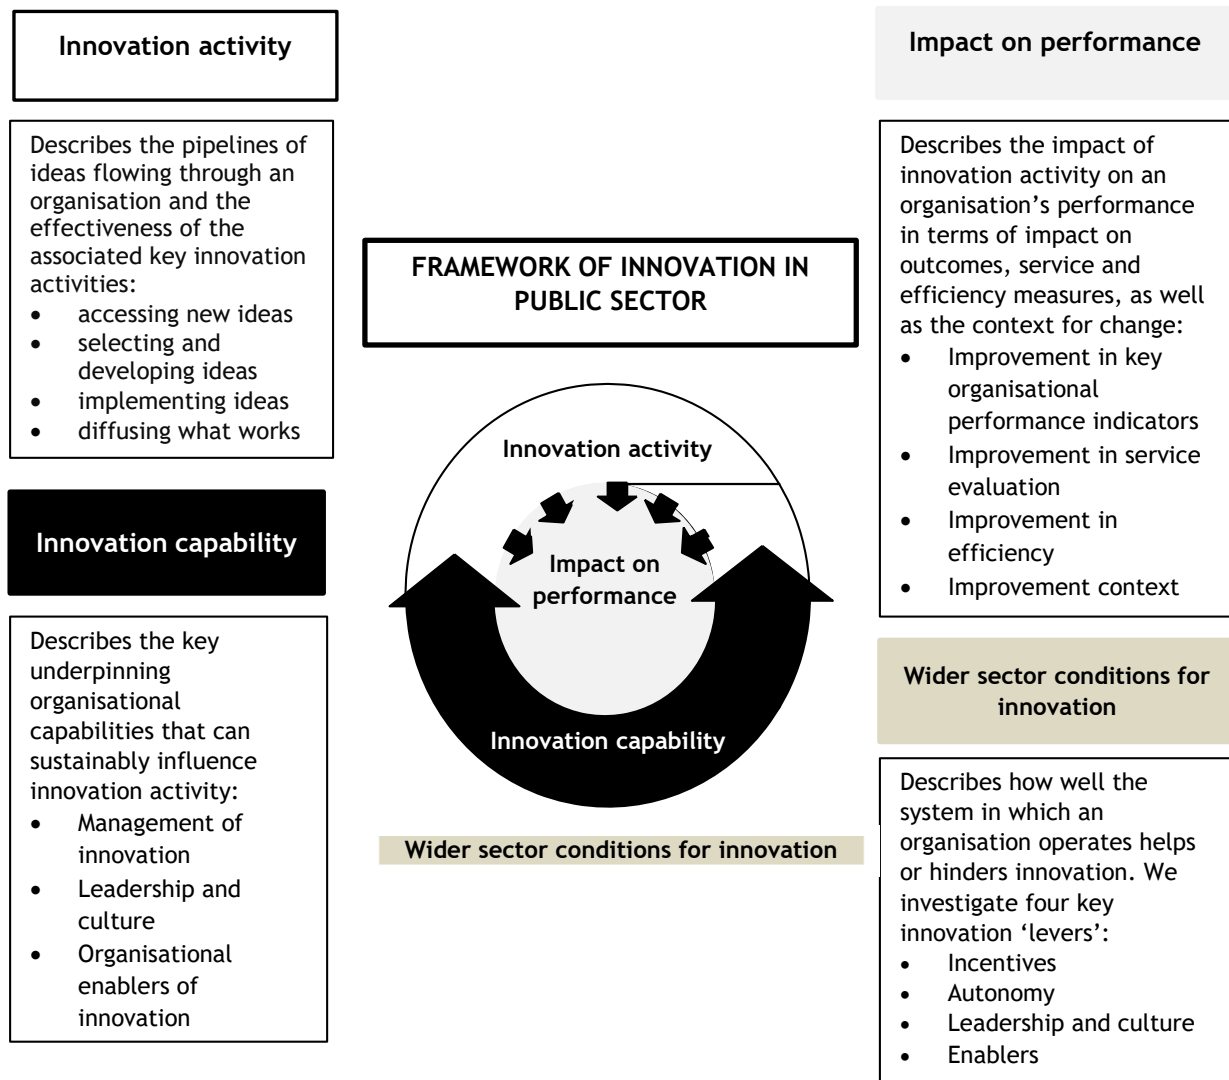 Innovation activity
Describes the pipelines of
ideas flowing through an
organisation and the
effectiveness of the
associated key innovation
activities:
• accessing new ideas
• selecting and
developing ideas
• implementing ideas
• diffusing what works
Innovation capability
Describes the key
underpinning
organisational
capabilities that can
sustainably influence
innovation activity:
• Management of
innovation
• Leadership and
culture
• Organisational
enablers of
innovation
FRAMEWORK OF INNOVATION IN
PUBLIC SECTOR
Innovation activity
Impact on
performance
Innovation capability
Wider sector conditions for innovation
Impact on performance
Describes the impact of
innovation activity on an
organisation’s performance
in terms of impact on
outcomes, service and
efficiency measures, as well
as the context for change:
• Improvement in key
organisational
performance indicators
• Improvement in service
evaluation
• Improvement in
efficiency
• Improvement context
Wider sector conditions for
innovation
Describes how well the
system in which an
organisation operates helps
or hinders innovation. We
investigate four key
innovation ‘levers’:
• Incentives
• Autonomy
• Leadership and culture
• Enablers